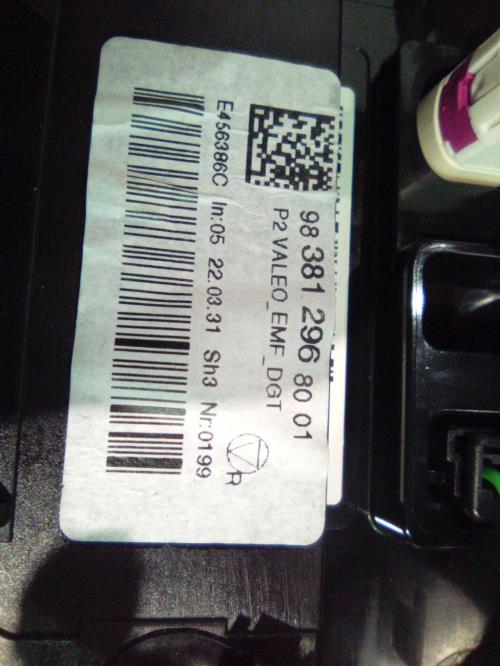 98 381 296 80 01
P2 VALEO_EMF_DGT
R
E456386C In:05 22.03.31 Sh3 Nr:0199